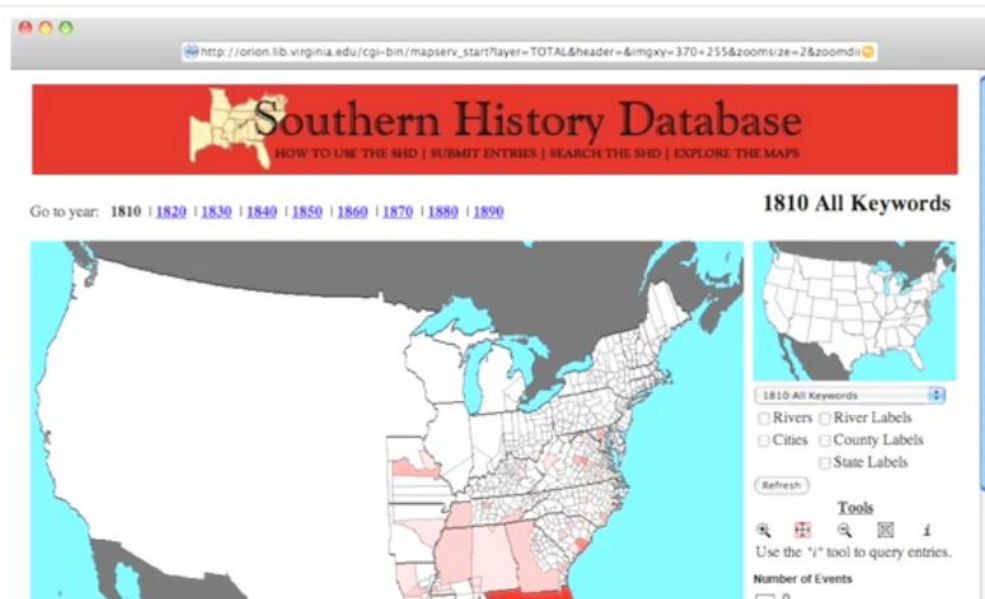 http://orion.lib.virginia.edu/cgi-bin/mapserv_start?layer=TOTAL&header=&imgxy=370+255&zoomsize=2&zoomdi
Southern History Database
HOW TO USE THE SHD | SUBMIT ENTRIES | SEARCH THE SHD | EXPLORE THE MAPS
Go to year: 1810 | 1820 | 1830 | 1840 | 1850 | 1860 | 1870 | 1880 | 1890
1810 All Keywords
1810 All Keywords
Rivers River Labels
Cities County Labels
State Labels
Refresh
Tools
i
Use the "i" tool to query entries.
Number of Events
0